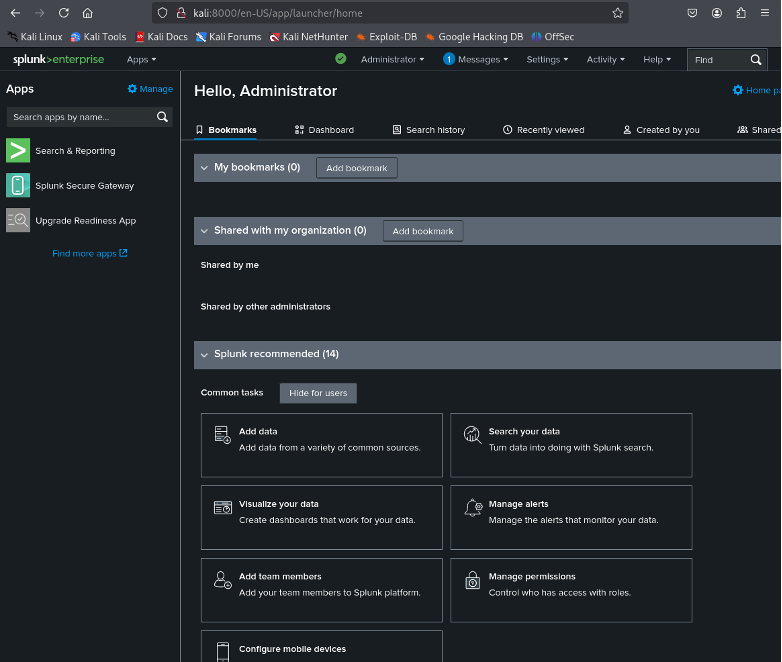 kali:8000/en-US/app/launcher/home
Kali Linux Kali Tools Kali Docs Kali Forums Kali NetHunter Exploit-DB Google Hacking DB OffSec
splunk>enterprise Apps Administrator 1 Messages Settings Activity Help Find
Apps Manage
Search apps by name...
Search & Reporting
Splunk Secure Gateway
Upgrade Readiness App
Find more apps
Hello, Administrator
Home pa
Bookmarks Dashboard Search history Recently viewed Created by you Shared
My bookmarks (0) Add bookmark
Shared with my organization (0) Add bookmark
Shared by me
Shared by other administrators
Splunk recommended (14)
Common tasks Hide for users
Add data
Add data from a variety of common sources.
Search your data
Turn data into doing with Splunk search.
Visualize your data
Create dashboards that work for your data.
Manage alerts
Manage the alerts that monitor your data.
Add team members
Add your team members to Splunk platform.
Manage permissions
Control who has access with roles.
Configure mobile devices